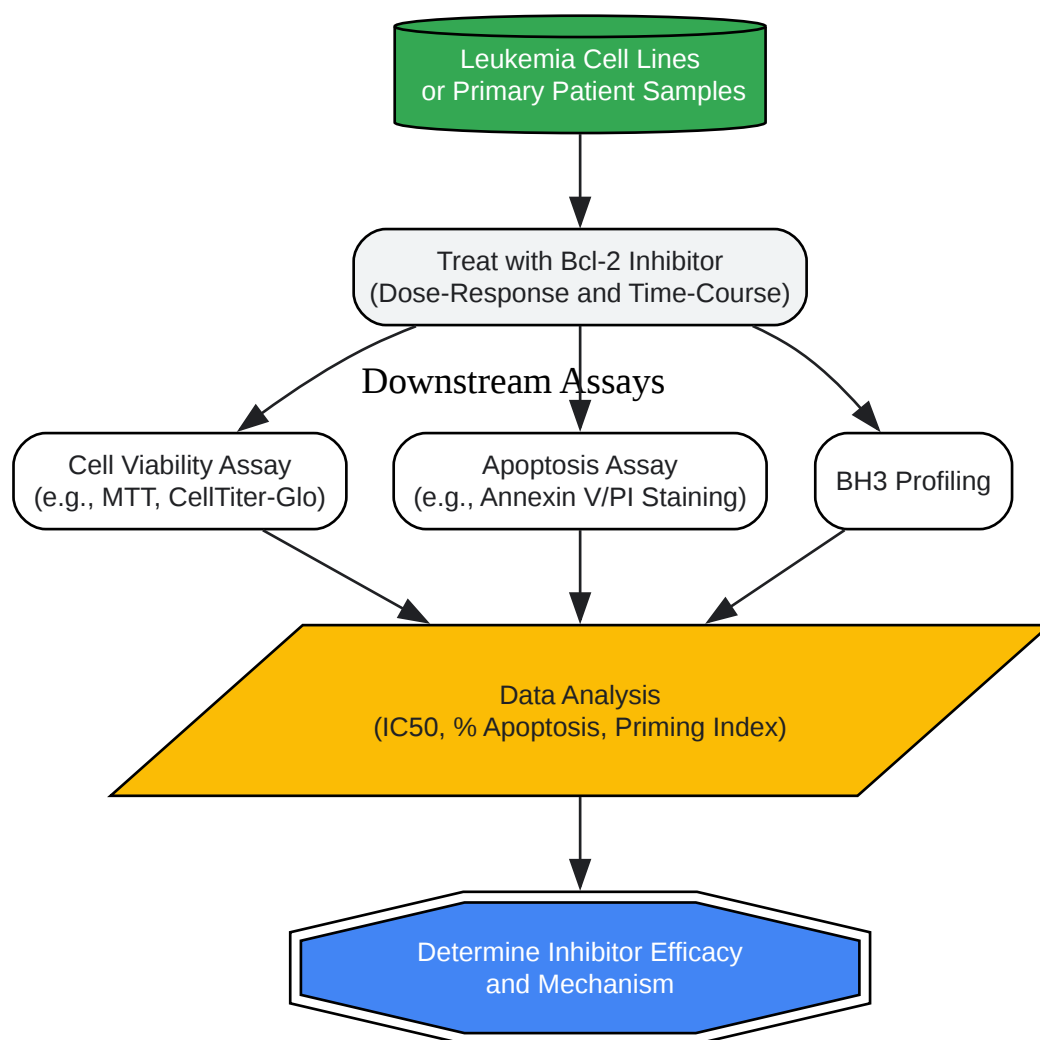 Leukemia Cell Lines
or Primary Patient Samples
Treat with Bcl-2 Inhibitor
(Dose-Response and Time-Course)
Downstream Assays
Cell Viability Assay
(e.g., MTT, CellTiter-Glo)
Apoptosis Assay
(e.g., Annexin V/PI Staining)
BH3 Profiling
Data Analysis
(IC50, % Apoptosis, Priming Index)
Determine Inhibitor Efficacy
and Mechanism